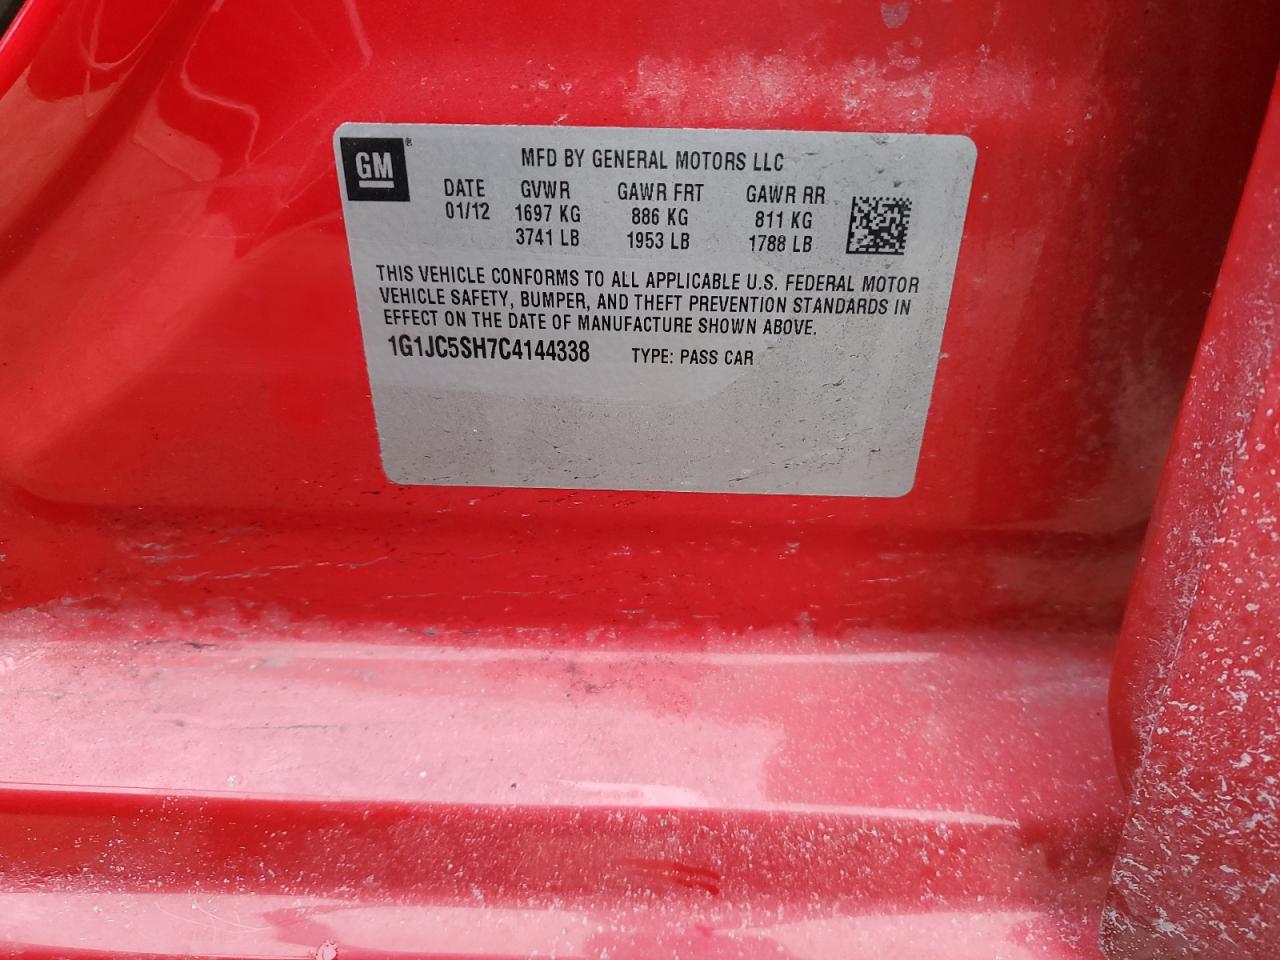 GM®
MFD BY GENERAL MOTORS LLC
DATE GVWR GAWR FRT GAWR RR
01/12 1697 KG 886 KG 811 KG
3741 LB 1953 LB 1788 LB
THIS VEHICLE CONFORMS TO ALL APPLICABLE U.S. FEDERAL MOTOR
VEHICLE SAFETY, BUMPER, AND THEFT PREVENTION STANDARDS IN
EFFECT ON THE DATE OF MANUFACTURE SHOWN ABOVE.
1G1JC5SH7C4144338 TYPE: PASS CAR